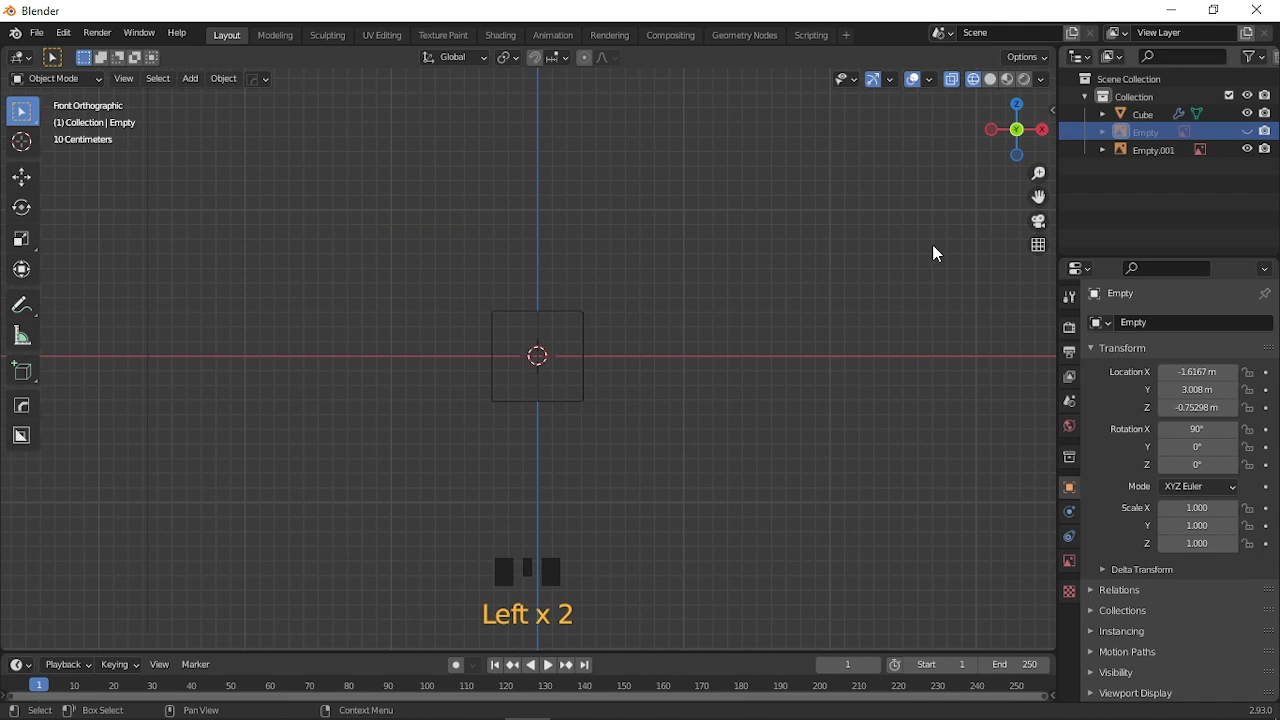 Blender
File Edit Render Window Help
Layout Modeling Sculpting UV Editing Texture Paint Shading Animation Rendering Compositing Geometry Nodes Scripting +
Scene
View Layer
Global
Options
Object Mode View Select Add Object
Front Orthographic
(1) Collection | Empty
10 Centimeters
Z
Y
X
Scene Collection
Collection
Cube
Empty
Empty.001
Empty
Empty
Transform
Location X -1.6167 m
Y 3.008 m
Z -0.75298 m
Rotation X 90°
Y 0°
Z 0°
Mode XYZ Euler
Scale X 1.000
Y 1.000
Z 1.000
Delta Transform
Relations
Collections
Instancing
Motion Paths
Visibility
Viewport Display
Left x 2
Playback Keying View Marker
1 Start 1 End 250
1 10 20 30 40 50 60 70 80 90 100 110 120 130 140 150 160 170 180 190 200 210 220 230 240 250
Select Box Select Pan View Context Menu 2.93.0